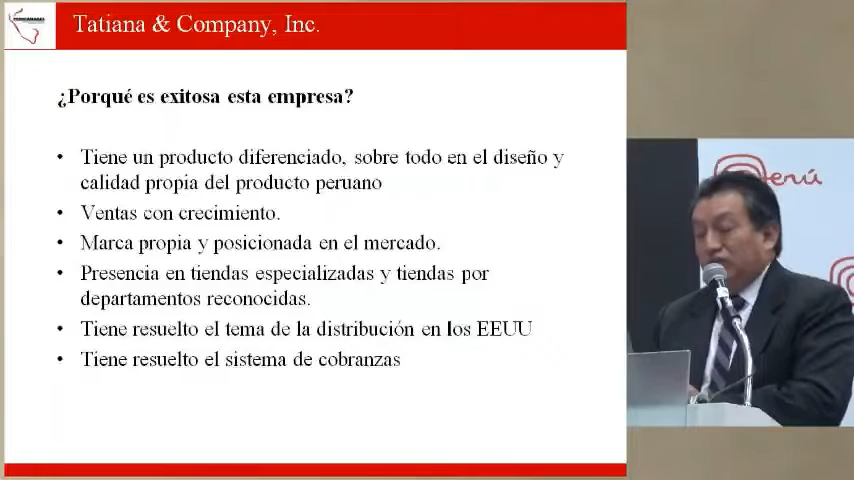 Tatiana & Company, Inc.
¿Porqué es exitosa esta empresa?
• Tiene un producto diferenciado, sobre todo en el diseño y
calidad propia del producto peruano
• Ventas con crecimiento.
• Marca propia y posicionada en el mercado.
• Presencia en tiendas especializadas y tiendas por
departamentos reconocidas.
• Tiene resuelto el tema de la distribución en los EEUU
• Tiene resuelto el sistema de cobranzas
Perú